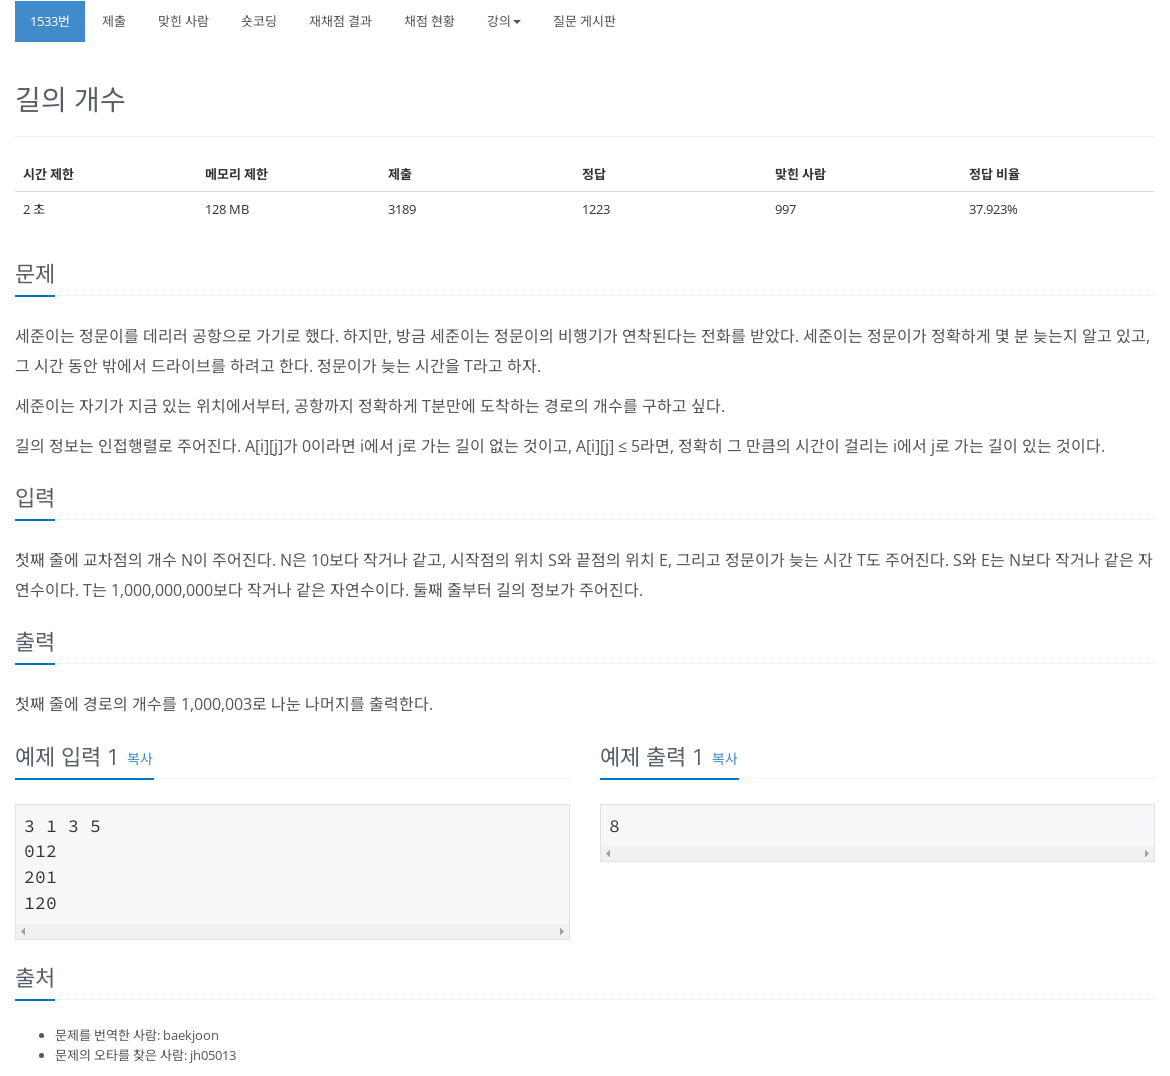 1533번 제출 맞힌 사람 숏코딩 재채점 결과 채점 현황 강의 질문 게시판
길의 개수
시간 제한 메모리 제한 제출 정답 맞힌 사람 정답 비율
2 초 128 MB 3189 1223 997 37.923%
문제
세준이는 정문이를 데리러 공항으로 가기로 했다. 하지만, 방금 세준이는 정문이의 비행기가 연착된다는 전화를 받았다. 세준이는 정문이가 정확하게 몇 분 늦는지 알고 있고,
그 시간 동안 밖에서 드라이브를 하려고 한다. 정문이가 늦는 시간을 T라고 하자.
세준이는 자기가 지금 있는 위치에서부터, 공항까지 정확하게 T분만에 도착하는 경로의 개수를 구하고 싶다.
길의 정보는 인접행렬로 주어진다. A[i][j]가 0이라면 i에서 j로 가는 길이 없는 것이고, A[i][j] ≤ 5라면, 정확히 그 만큼의 시간이 걸리는 i에서 j로 가는 길이 있는 것이다.
입력
첫째 줄에 교차점의 개수 N이 주어진다. N은 10보다 작거나 같고, 시작점의 위치 S와 끝점의 위치 E, 그리고 정문이가 늦는 시간 T도 주어진다. S와 E는 N보다 작거나 같은 자
연수이다. T는 1,000,000,000보다 작거나 같은 자연수이다. 둘째 줄부터 길의 정보가 주어진다.
출력
첫째 줄에 경로의 개수를 1,000,003로 나눈 나머지를 출력한다.
예제 입력 1 복사
3 1 3 5
012
201
120
예제 출력 1 복사
8
출처
문제를 번역한 사람: baekjoon
문제의 오타를 찾은 사람: jh05013